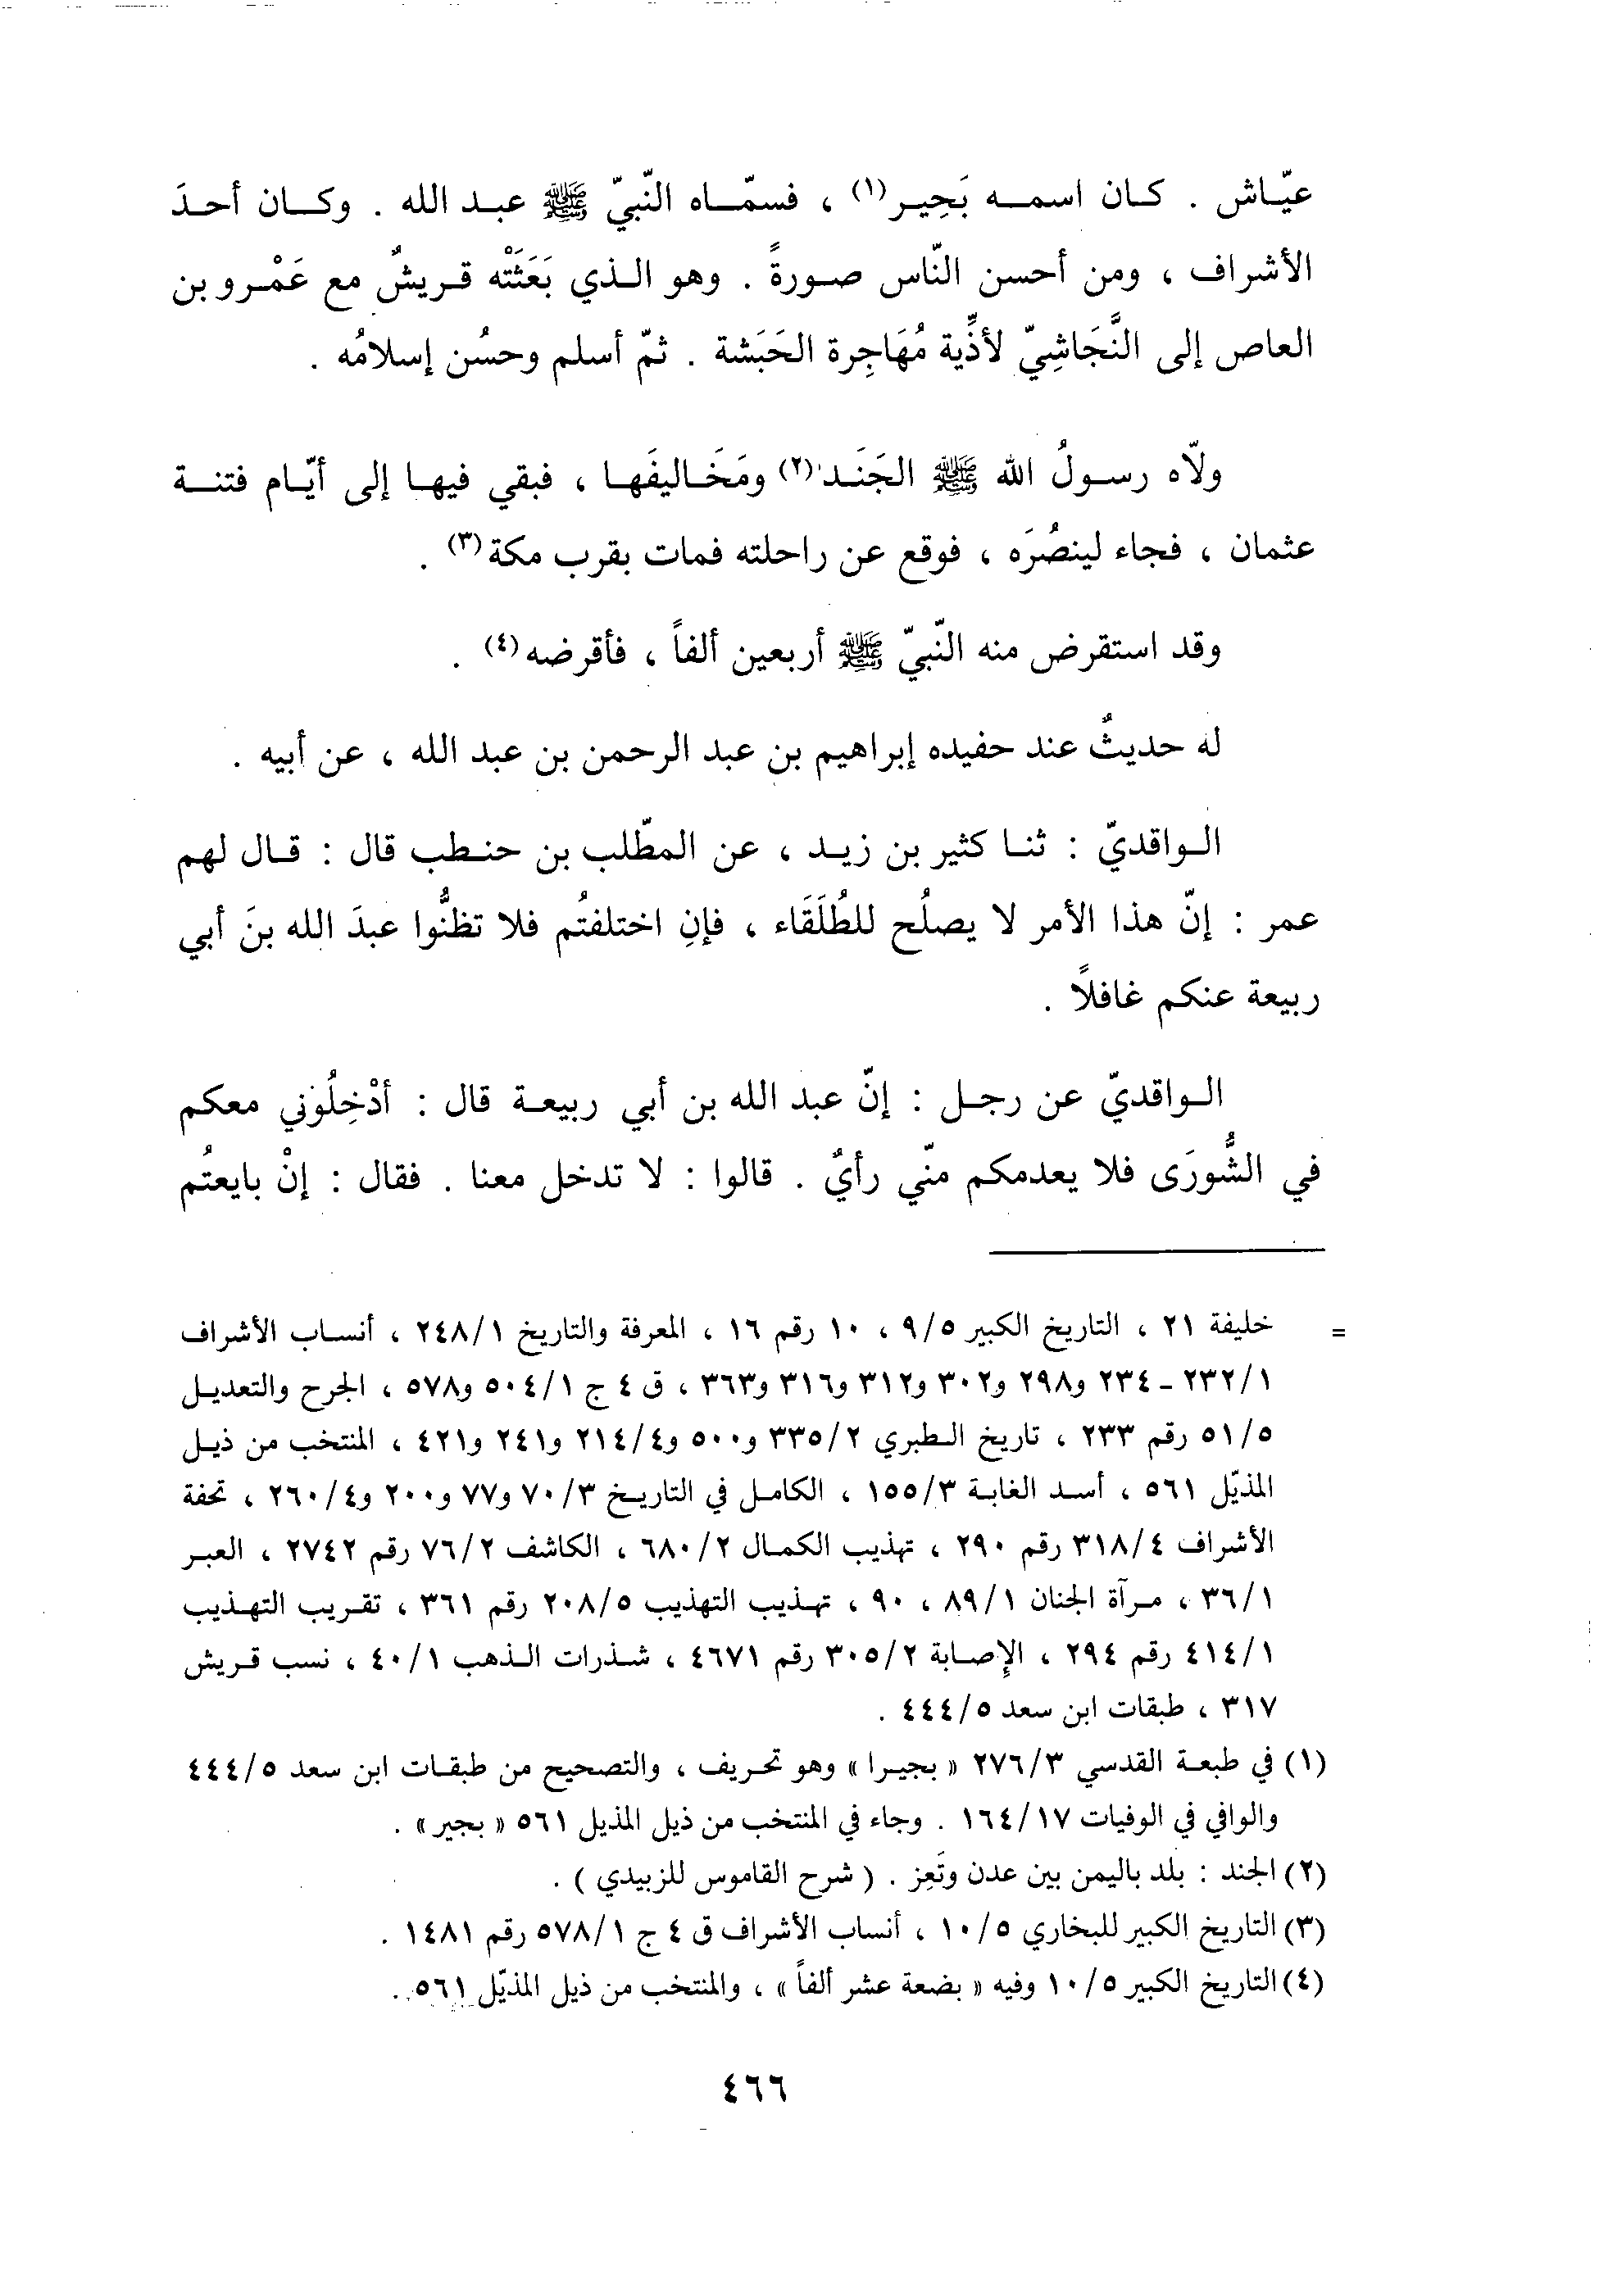 عيّاش . كان اسمه بَحِير(١) ، فسمّاه النّبيّ ﷺ عبد الله . وكان أحدَ
الأشراف ، ومن أحسن النّاس صورةً . وهو الذي بَعَثَتْه قريشٌ مع عَمْرو بن
العاص إلى النَّجَاشِيّ لأذِّية مُهَاجِرة الحَبَشة . ثمّ أسلم وحسُن إسلامُه .
ولّاه رسولُ الله ﷺ الجَنَد(٢) ومَخَاليفَها ، فبقي فيها إلى أيّام فتنة
عثمان ، فجاء لينصُرَه ، فوقع عن راحلته فمات بقرب مكة(٣) .
وقد استقرض منه النّبيّ ﷺ أربعين ألفاً ، فأقرضه(٤) .
له حديثٌ عند حفيده إبراهيم بن عبد الرحمن بن عبد الله ، عن أبيه .
الواقديّ : ثنا كثير بن زيد ، عن المطّلب بن حنطب قال : قال لهم
عمر : إنّ هذا الأمر لا يصلُح للطُلَقَاء ، فإنِ اختلفتُم فلا تظنُّوا عبدَ الله بنَ أبي
ربيعة عنكم غافلاً .
الواقديّ عن رجل : إنّ عبد الله بن أبي ربيعة قال : أدْخِلُوني معكم
في الشُّورَى فلا يعدمكم منّي رأيٌ . قالوا : لا تدخل معنا . فقال : إنْ بايعتُم
= خليفة ٢١ ، التاريخ الكبير ٩/٥ ، ١٠ رقم ١٦ ، المعرفة والتاريخ ٢٤٨/١ ، أنساب الأشراف
٢٣٢/١ ـ ٢٣٤ و٢٩٨ و٣٠٢ و٣١٢ و٣١٦ و٣٦٣ ، ق ٤ ج ٥٠٤/١ و٥٧٨ ، الجرح والتعديل
٥١/٥ رقم ٢٣٣ ، تاريخ الطبري ٣٣٥/٢ و٥٠٠ و٢١٤/٤ و٢٤١ و٤٢١ ، المنتخب من ذيل
المذيّل ٥٦١ ، أسد الغابة ١٥٥/٣ ، الكامل في التاريخ ٧٠/٣ و٧٧ و٢٠٠ و٢٦٠/٤ ، تحفة
الأشراف ٣١٨/٤ رقم ٢٩٠ ، تهذيب الكمال ٦٨٠/٢ ، الكاشف ٧٦/٢ رقم ٢٧٤٢ ، العبر
٣٦/١ ، مرآة الجنان ٨٩/١ ، ٩٠ ، تهذيب التهذيب ٢٠٨/٥ رقم ٣٦١ ، تقريب التهذيب
٤١٤/١ رقم ٢٩٤ ، الإصابة ٣٠٥/٢ رقم ٤٦٧١ ، شذرات الذهب ٤٠/١ ، نسب قريش
٣١٧ ، طبقات ابن سعد ٤٤٤/٥ .
(١) في طبعة القدسي ٢٧٦/٣ « بجيرا » وهو تحريف ، والتصحيح من طبقات ابن سعد ٤٤٤/٥
والوافي في الوفيات ١٦٤/١٧ . وجاء في المنتخب من ذيل المذيل ٥٦١ « بجير » .
(٢) الجند : بلد باليمن بين عدن وتَعِز . ( شرح القاموس للزبيدي ) .
(٣) التاريخ الكبير للبخاري ١٠/٥ ، أنساب الأشراف ق ٤ ج ٥٧٨/١ رقم ١٤٨١ .
(٤) التاريخ الكبير ١٠/٥ وفيه « بضعة عشر ألفاً » ، والمنتخب من ذيل المذيّل ٥٦١ .
٤٦٦